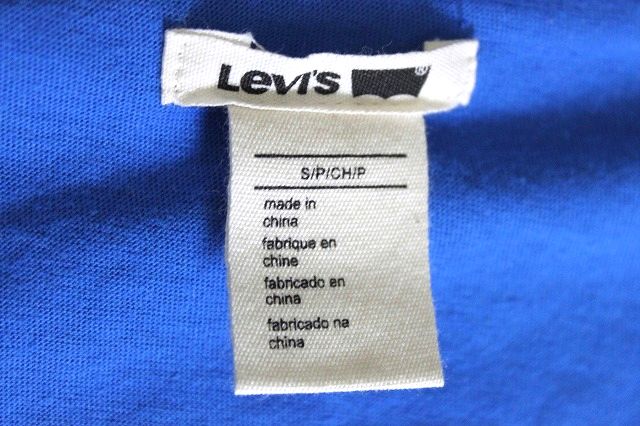 Levi's ®
S/P/CH/P
made in
china
fabrique en
chine
fabricado en
china
fabricado na
china